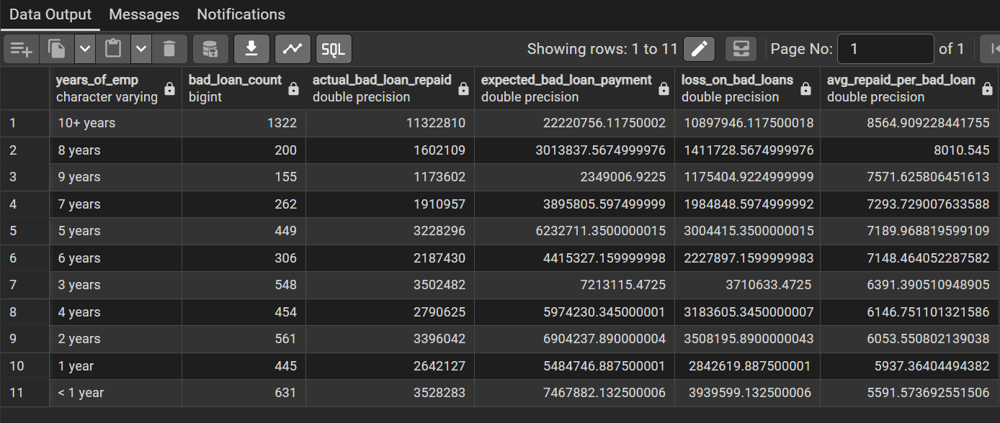 Data Output Messages Notifications
SQL Showing rows: 1 to 11 Page No: 1 of 1
years_of_emp bad_loan_count actual_bad_loan_repaid expected_bad_loan_payment loss_on_bad_loans avg_repaid_per_bad_loan
character varying bigint double precision double precision double precision double precision
1 10+ years 1322 11322810 22220756.11750002 10897946.117500018 8564.909228441755
2 8 years 200 1602109 3013837.5674999976 1411728.5674999976 8010.545
3 9 years 155 1173602 2349006.9225 1175404.9224999999 7571.625806451613
4 7 years 262 1910957 3895805.597499999 1984848.5974999992 7293.729007633588
5 5 years 449 3228296 6232711.3500000015 3004415.3500000015 7189.968819599109
6 6 years 306 2187430 4415327.159999998 2227897.1599999983 7148.464052287582
7 3 years 548 3502482 7213115.4725 3710633.4725 6391.390510948905
8 4 years 454 2790625 5974230.345000001 3183605.3450000007 6146.751101321586
9 2 years 561 3396042 6904237.890000004 3508195.8900000043 6053.550802139038
10 1 year 445 2642127 5484746.887500001 2842619.887500001 5937.36404494382
11 < 1 year 631 3528283 7467882.132500006 3939599.132500006 5591.573692551506